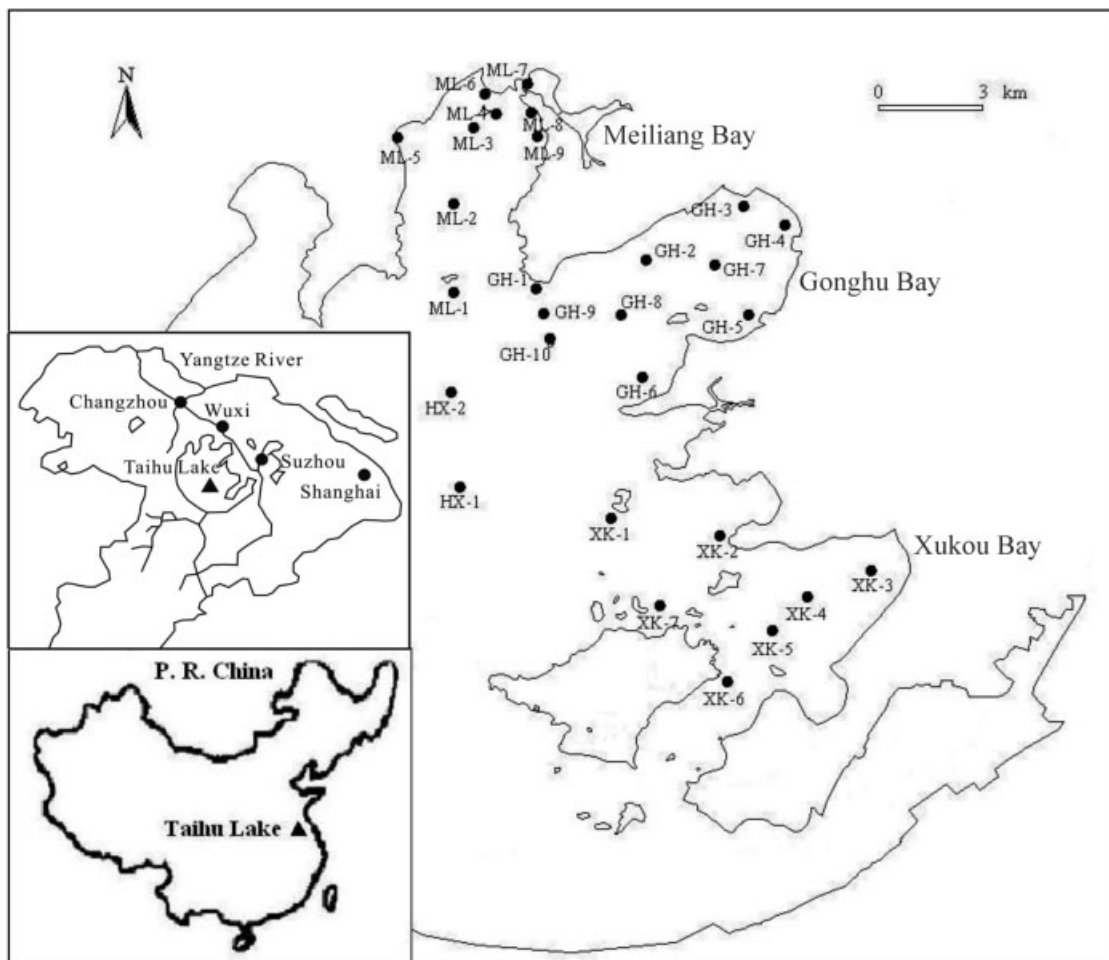 N
0 3 km
ML-7
ML-6
ML-4
ML-8
ML-3
ML-9
ML-5
Meiliang Bay
ML-2
GH-3
GH-4
GH-2
GH-7
Gonghu Bay
GH-1
ML-1
GH-9
GH-8
GH-5
GH-10
GH-6
HX-2
HX-1
XK-1
XK-2
Xukou Bay
XK-3
XK-4
XK-7
XK-5
XK-6
Yangtze River
Changzhou
Wuxi
Taihu Lake
Suzhou
Shanghai
P. R. China
Taihu Lake